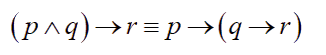 (p ∧ q) → r ≡ p → (q → r)